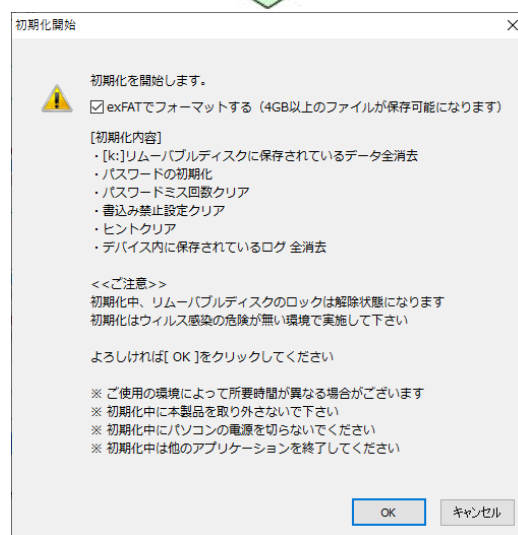 初期化開始
初期化を開始します。
exFATでフォーマットする（4GB以上のファイルが保存可能になります）
[初期化内容]
・[k:]リムーバブルディスクに保存されているデータ全消去
・パスワードの初期化
・パスワードミス回数クリア
・書込み禁止設定クリア
・ヒントクリア
・デバイス内に保存されているログ 全消去
<<ご注意>>
初期化中、リムーバブルディスクのロックは解除状態になります
初期化はウィルス感染の危険が無い環境で実施して下さい
よろしければ[ OK ]をクリックしてください
※ ご使用の環境によって所要時間が異なる場合がございます
※ 初期化中に本製品を取り外さないで下さい
※ 初期化中にパソコンの電源を切らないでください
※ 初期化中は他のアプリケーションを終了してください
OK キャンセル